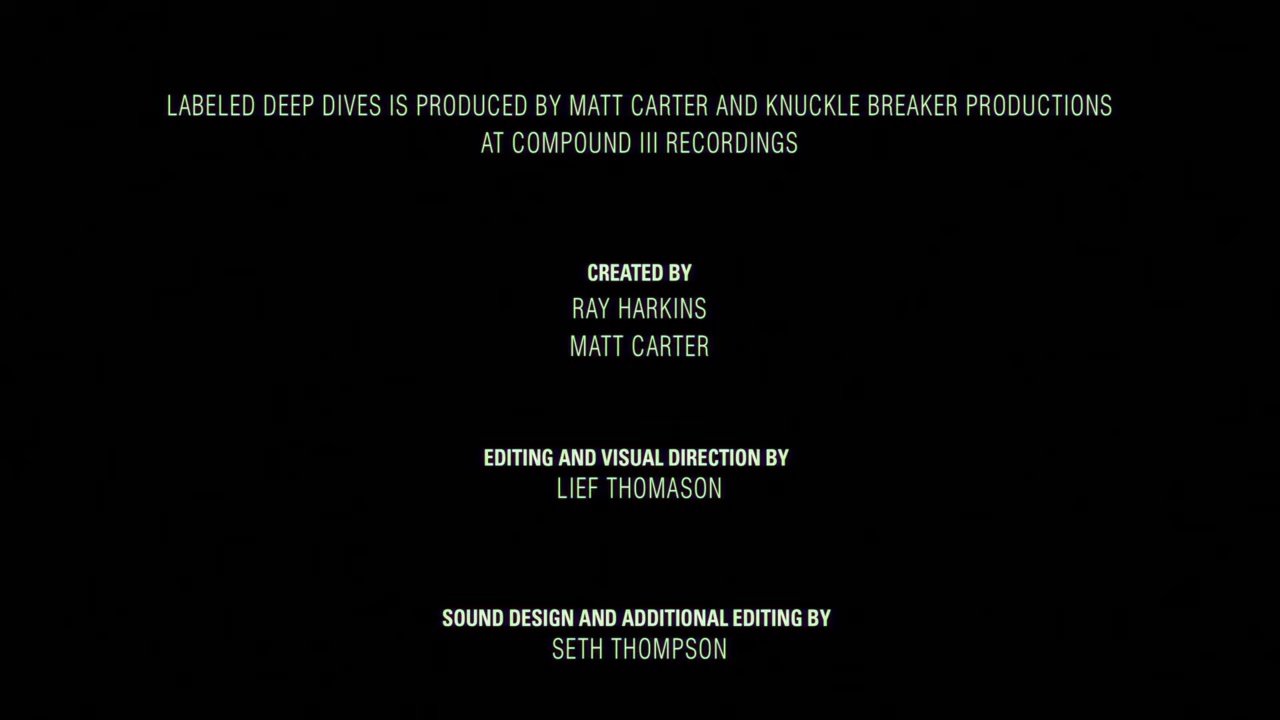 LABELED DEEP DIVES IS PRODUCED BY MATT CARTER AND KNUCKLE BREAKER PRODUCTIONS
AT COMPOUND III RECORDINGS
CREATED BY
RAY HARKINS
MATT CARTER
EDITING AND VISUAL DIRECTION BY
LIEF THOMASON
SOUND DESIGN AND ADDITIONAL EDITING BY
SETH THOMPSON